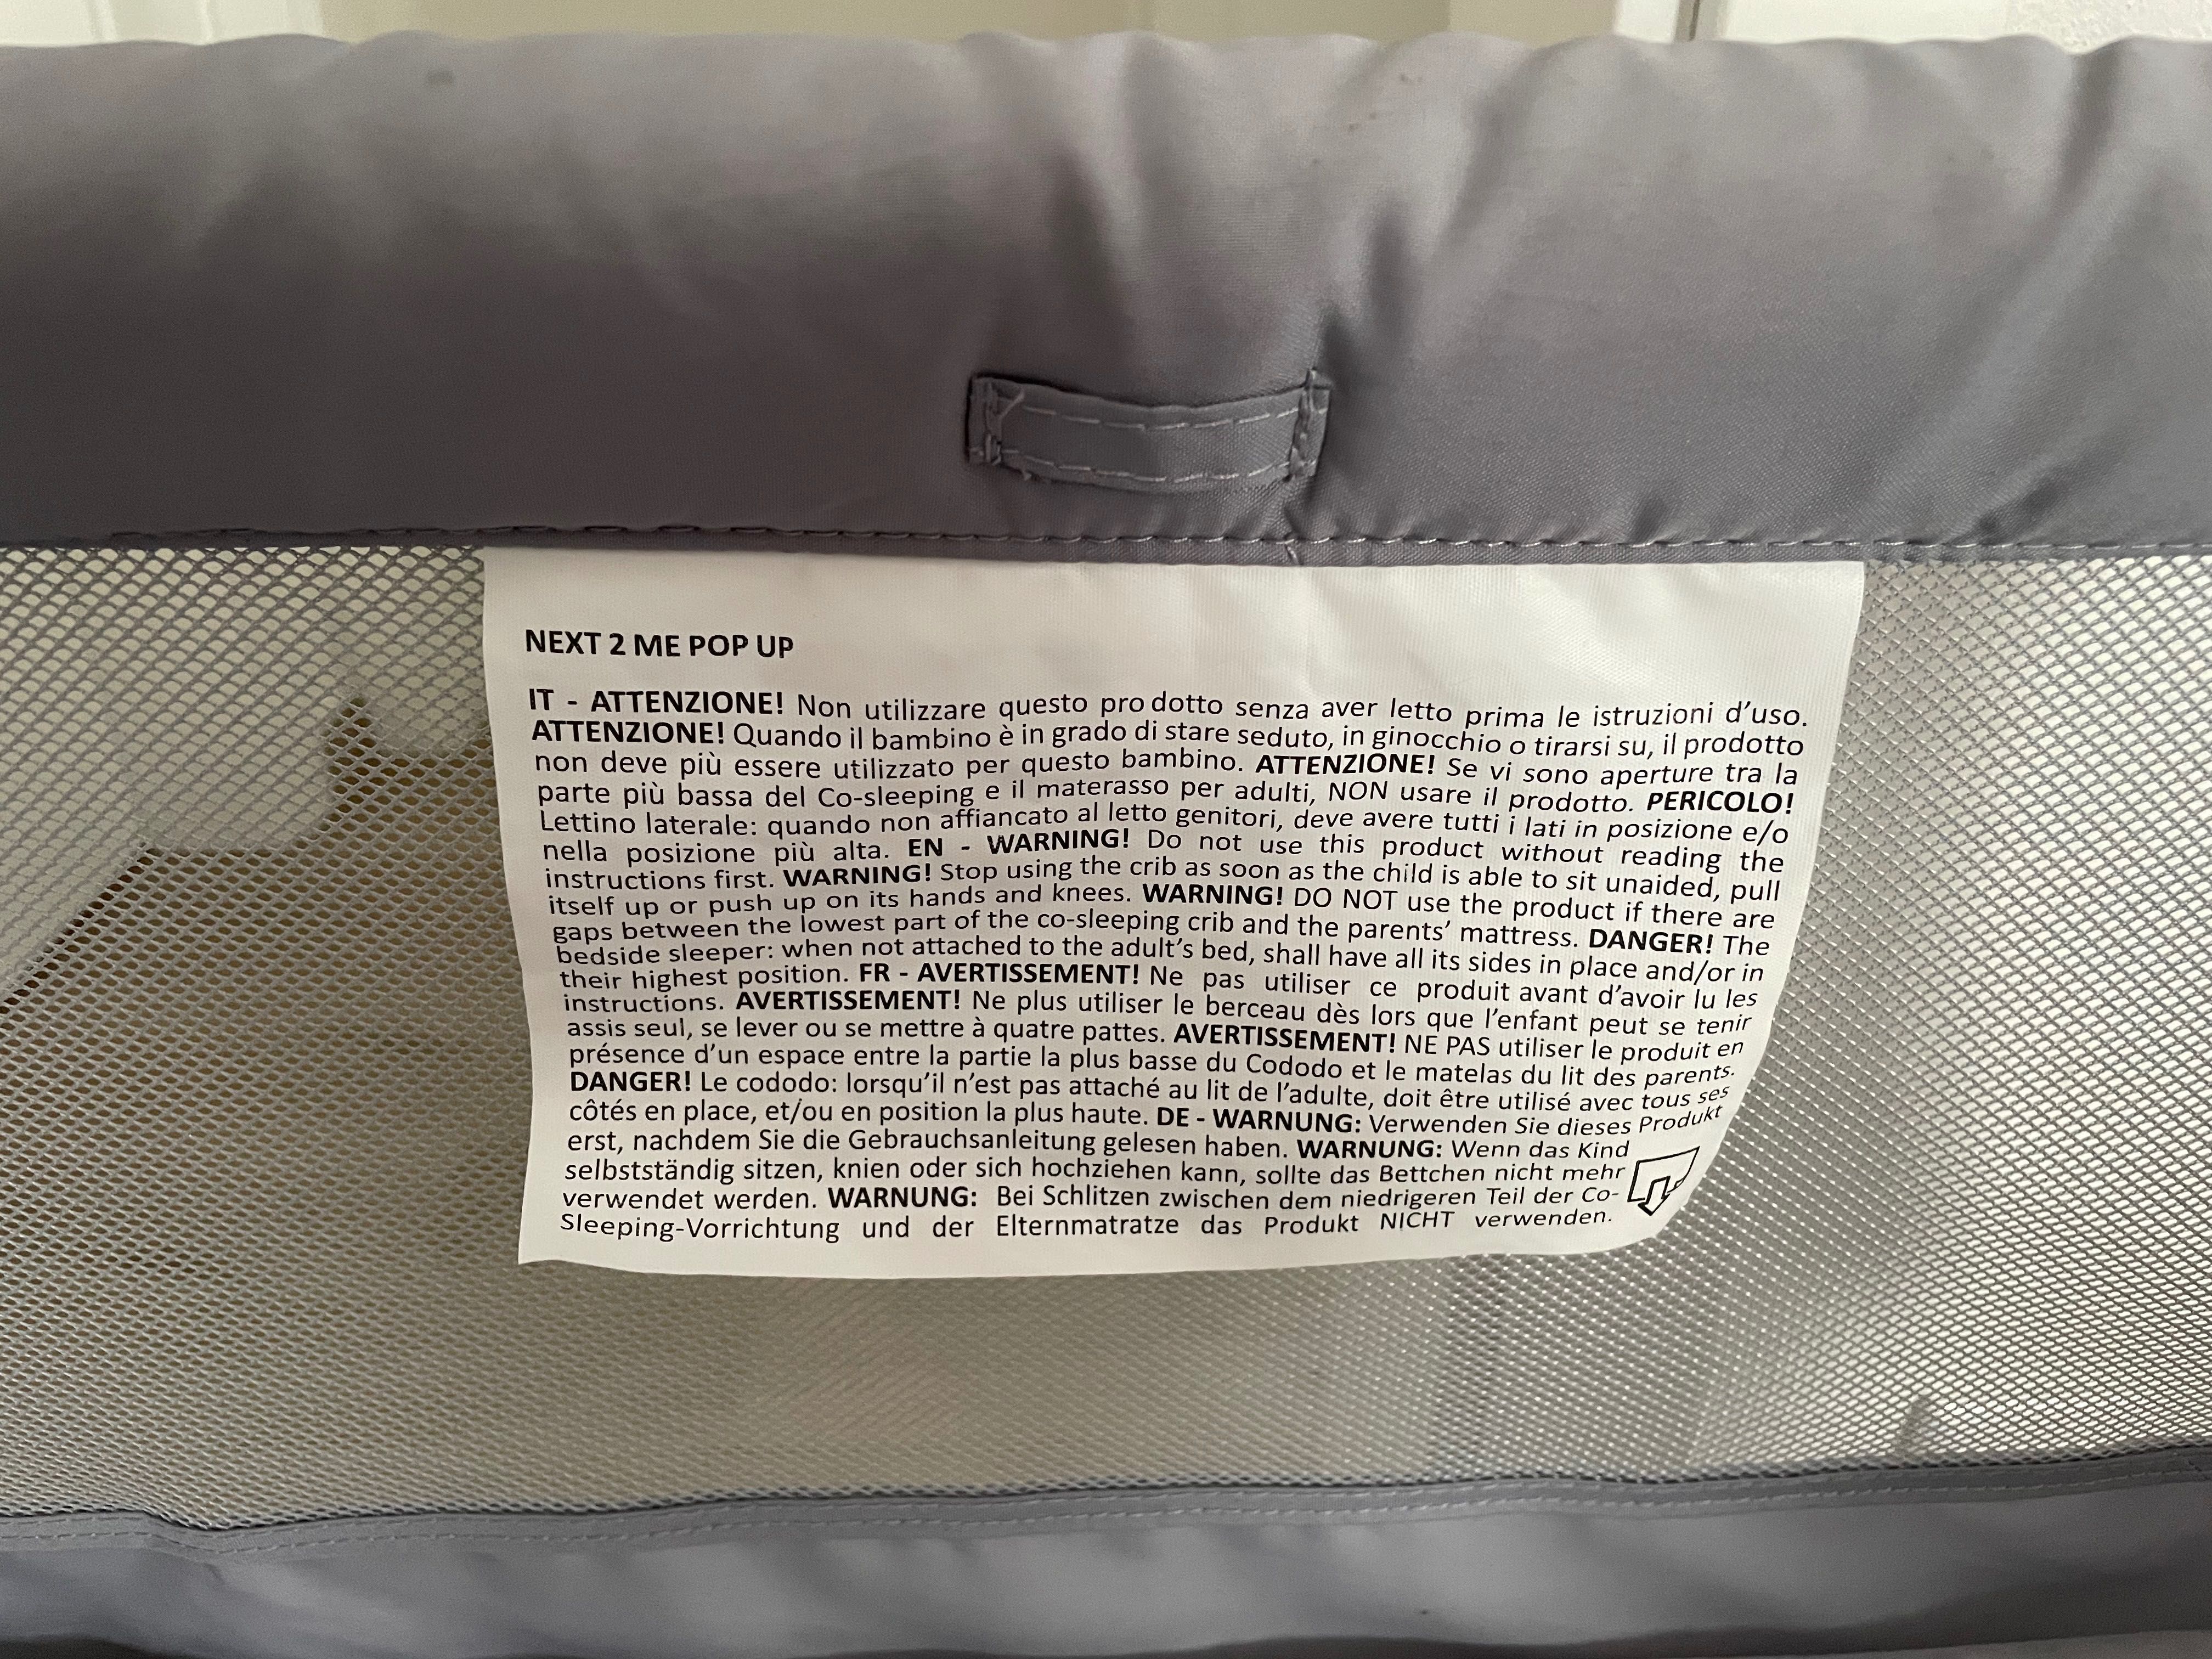 NEXT 2 ME POP UP
IT - ATTENZIONE! Non utilizzare questo prodotto senza aver letto prima le istruzioni d’uso.
ATTENZIONE! Quando il bambino è in grado di stare seduto, in ginocchio o tirarsi su, il prodotto
non deve più essere utilizzato per questo bambino. ATTENZIONE! Se vi sono aperture tra la
parte più bassa del Co-sleeping e il materasso per adulti, NON usare il prodotto. PERICOLO!
Lettino laterale: quando non affiancato al letto genitori, deve avere tutti i lati in posizione e/o
nella posizione più alta. EN - WARNING! Do not use this product without reading the
instructions first. WARNING! Stop using the crib as soon as the child is able to sit unaided, pull
itself up or push up on its hands and knees. WARNING! DO NOT use the product if there are
gaps between the lowest part of the co-sleeping crib and the parents’ mattress. DANGER! The
bedside sleeper: when not attached to the adult’s bed, shall have all its sides in place and/or in
their highest position. FR - AVERTISSEMENT! Ne pas utiliser ce produit avant d’avoir lu les
instructions. AVERTISSEMENT! Ne plus utiliser le berceau dès lors que l’enfant peut se tenir
assis seul, se lever ou se mettre à quatre pattes. AVERTISSEMENT! NE PAS utiliser le produit en
présence d’un espace entre la partie la plus basse du Cododo et le matelas du lit des parents.
DANGER! Le cododo: lorsqu’il n’est pas attaché au lit de l’adulte, doit être utilisé avec tous ses
côtés en place, et/ou en position la plus haute. DE - WARNUNG: Verwenden Sie dieses Produkt
erst, nachdem Sie die Gebrauchsanleitung gelesen haben. WARNUNG: Wenn das Kind
selbstständig sitzen, knien oder sich hochziehen kann, sollte das Bettchen nicht mehr
verwendet werden. WARNUNG: Bei Schlitzen zwischen dem niedrigeren Teil der Co-
Sleeping-Vorrichtung und der Elternmatratze das Produkt NICHT verwenden.